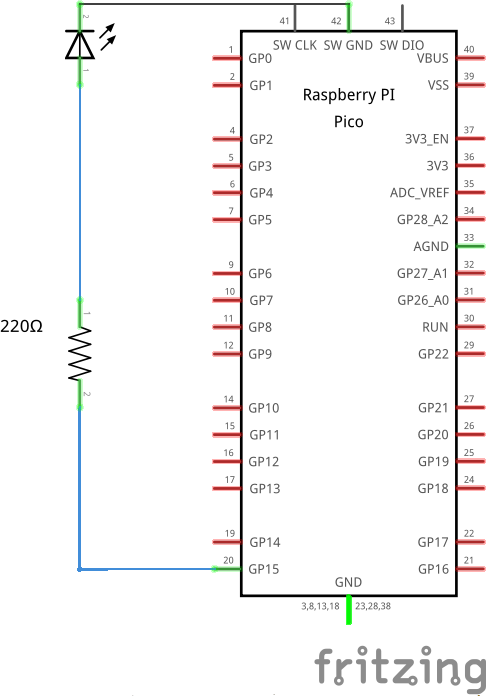 2
41 42 43
SW CLK SW GND SW DIO
1
1 GP0 VBUS 40
2 GP1 VSS 39
Raspberry PI
Pico
4 GP2 3V3_EN 37
5 GP3 3V3 36
6 GP4 ADC_VREF 35
7 GP5 GP28_A2 34
AGND 33
9 GP6 GP27_A1 32
10 GP7 GP26_A0 31
1
220Ω
11 GP8 RUN 30
12 GP9 GP22 29
2
14 GP10 GP21 27
15 GP11 GP20 26
16 GP12 GP19 25
17 GP13 GP18 24
19 GP14 GP17 22
20 GP15 GP16 21
GND
3,8,13,18 23,28,38
fritzing